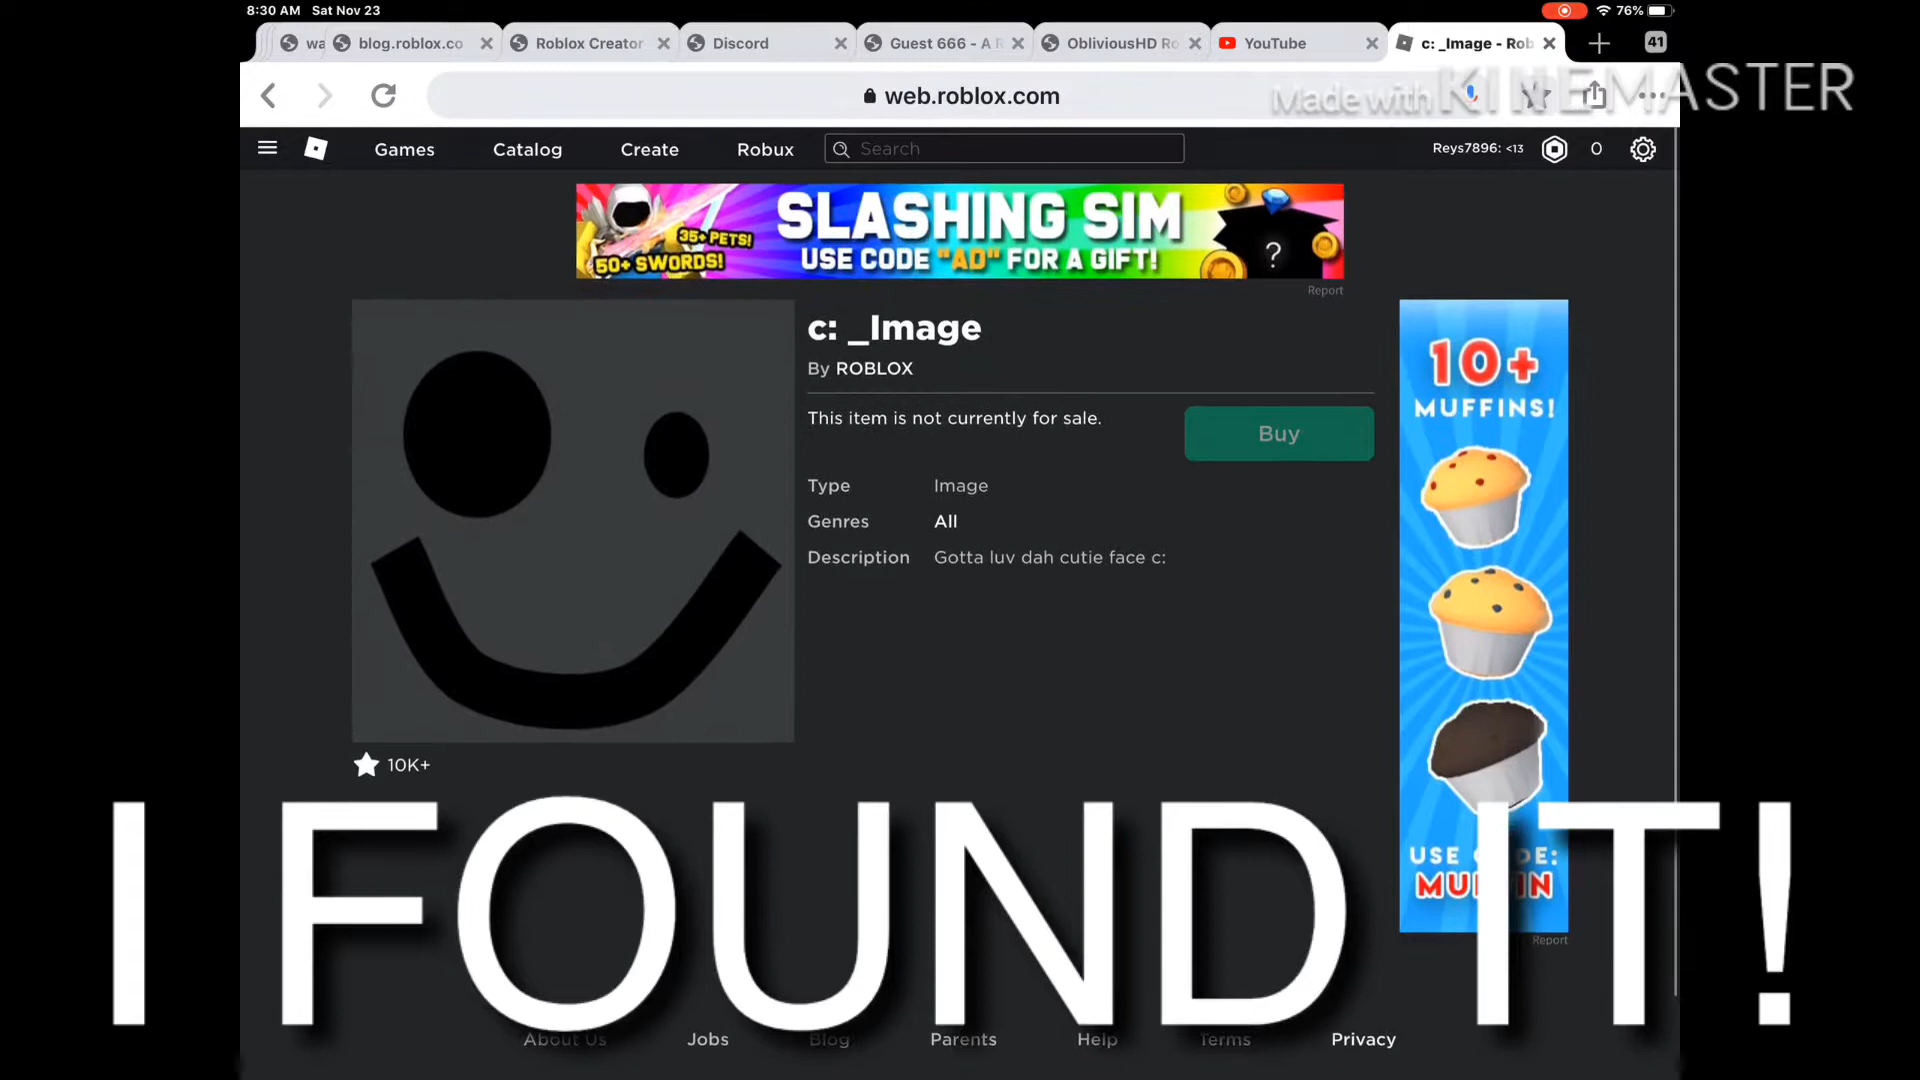 8:30 AM Sat Nov 23
76%
wa
blog.roblox.co
Roblox Creator
Discord
Guest 666 - A R
ObliviousHD Ro
YouTube
c: _Image - Rob
41
web.roblox.com
Made with KINEMASTER
Games
Catalog
Create
Robux
Search
Reys7896: <13
0
35+ PETS!
50+ SWORDS!
SLASHING SIM
USE CODE "AD" FOR A GIFT!
?
Report
c: _Image
By ROBLOX
This item is not currently for sale.
Buy
Type Image
Genres All
Description Gotta luv dah cutie face c:
10+
MUFFINS!
USE CODE:
MUFFIN
Report
10K+
I FOUND IT!
About Us
Jobs
Blog
Parents
Help
Terms
Privacy